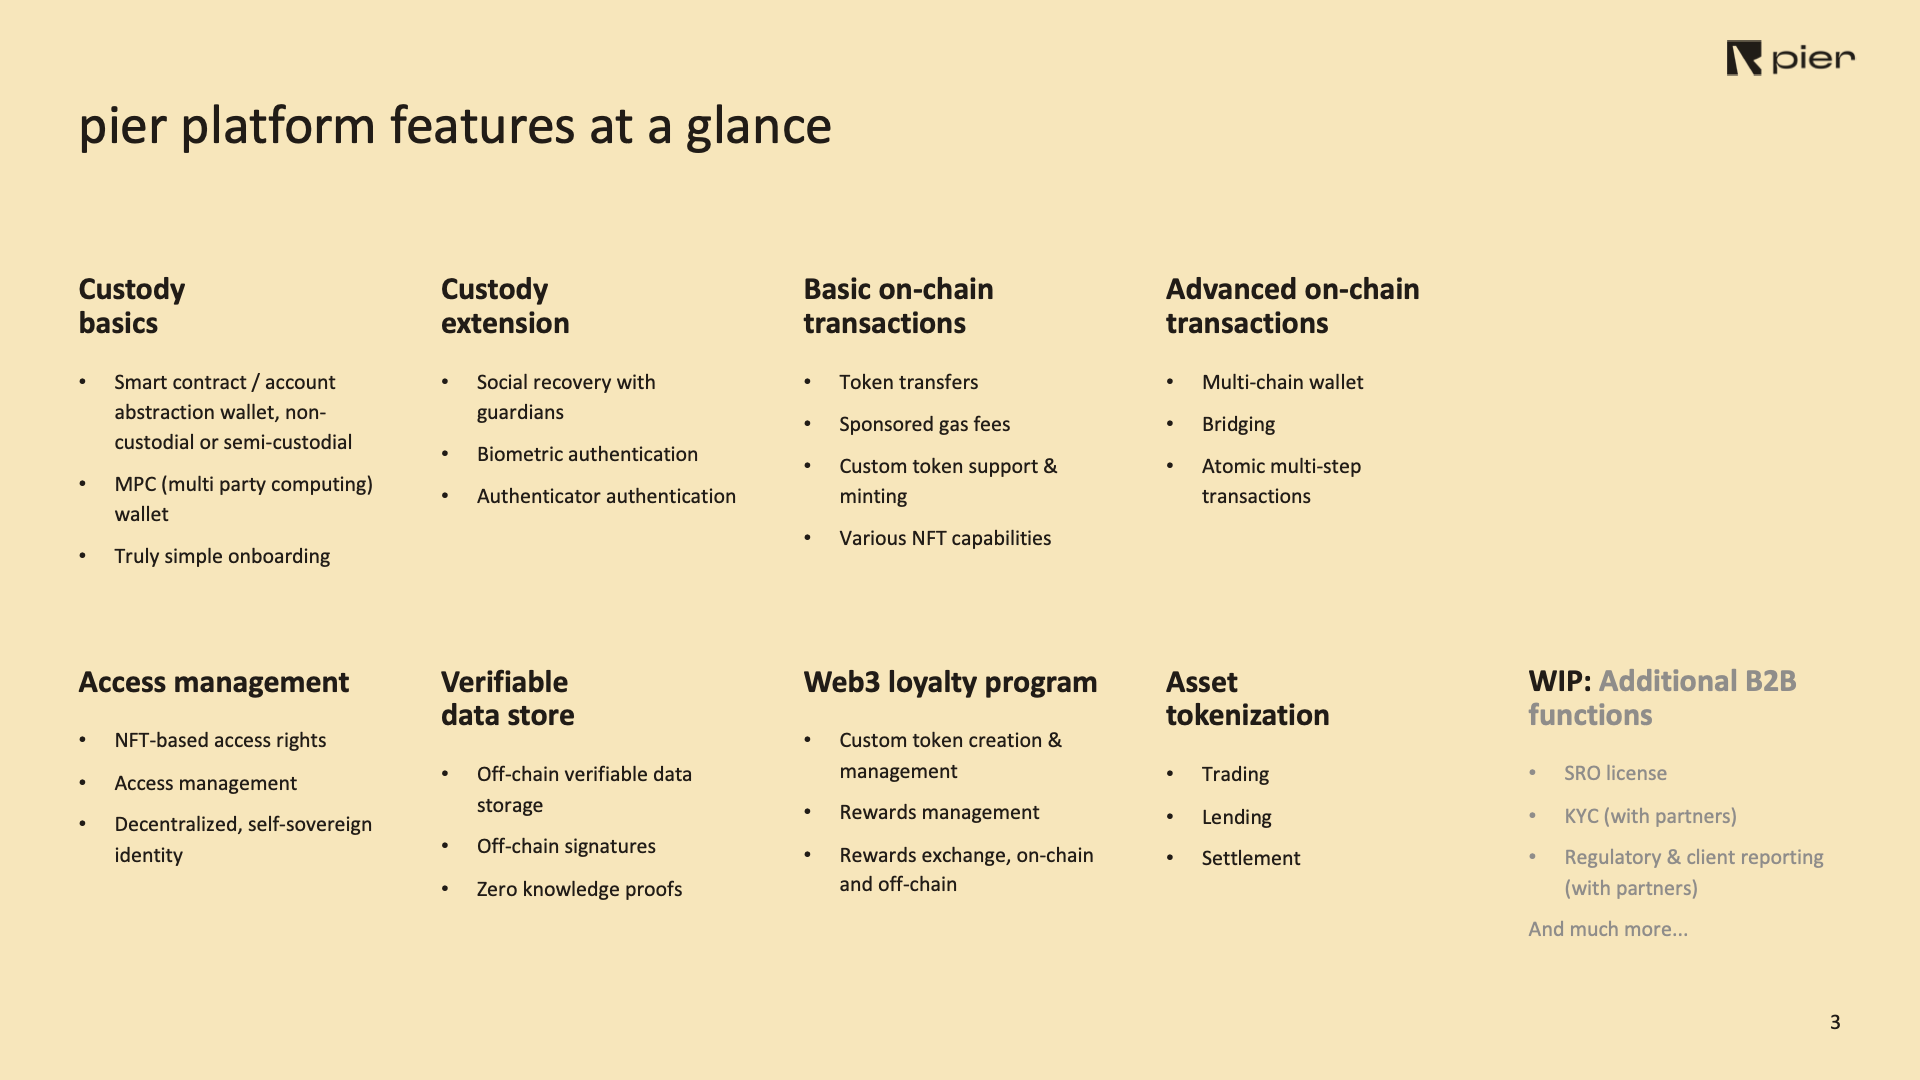 pier
pier platform features at a glance
Custody
basics
• Smart contract / account
abstraction wallet, non-
custodial or semi-custodial
• MPC (multi party computing)
wallet
• Truly simple onboarding
Custody
extension
• Social recovery with
guardians
• Biometric authentication
• Authenticator authentication
Basic on-chain
transactions
• Token transfers
• Sponsored gas fees
• Custom token support &
minting
• Various NFT capabilities
Advanced on-chain
transactions
• Multi-chain wallet
• Bridging
• Atomic multi-step
transactions
Access management
• NFT-based access rights
• Access management
• Decentralized, self-sovereign
identity
Verifiable
data store
• Off-chain verifiable data
storage
• Off-chain signatures
• Zero knowledge proofs
Web3 loyalty program
• Custom token creation &
management
• Rewards management
• Rewards exchange, on-chain
and off-chain
Asset
tokenization
• Trading
• Lending
• Settlement
WIP: Additional B2B
functions
• SRO license
• KYC (with partners)
• Regulatory & client reporting
(with partners)
And much more...
3